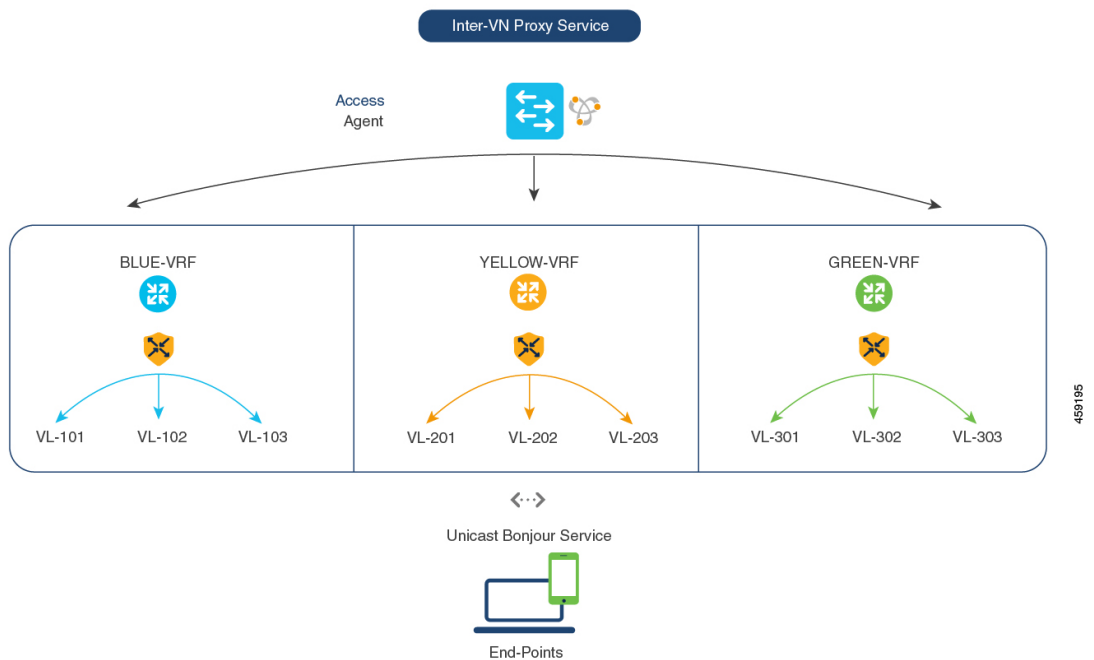 Inter-VN Proxy Service
Access
Agent
BLUE-VRF
YELLOW-VRF
GREEN-VRF
VL-101
VL-102
VL-103
VL-201
VL-202
VL-203
VL-301
VL-302
VL-303
459195
Unicast Bonjour Service
End-Points